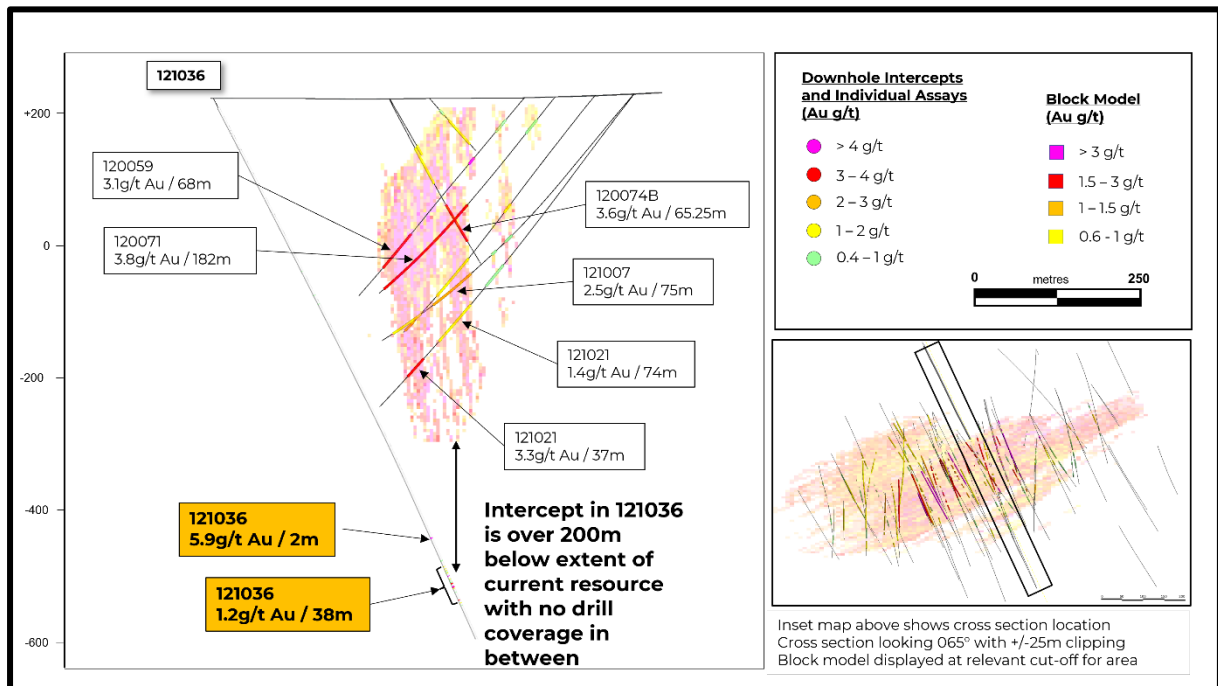 121036
+200
0
-200
-400
-600
120059
3.1g/t Au / 68m
120071
3.8g/t Au / 182m
120074B
3.6g/t Au / 65.25m
121007
2.5g/t Au / 75m
121021
1.4g/t Au / 74m
121021
3.3g/t Au / 37m
121036
5.9g/t Au / 2m
121036
1.2g/t Au / 38m
Intercept in 121036
is over 200m
below extent of
current resource
with no drill
coverage in
between
Downhole Intercepts
and Individual Assays
(Au g/t)
> 4 g/t
3 – 4 g/t
2 – 3 g/t
1 – 2 g/t
0.4 – 1 g/t
Block Model
(Au g/t)
> 3 g/t
1.5 – 3 g/t
1 – 1.5 g/t
0.6 - 1 g/t
0 metres 250
Inset map above shows cross section location
Cross section looking 065° with +/-25m clipping
Block model displayed at relevant cut-off for area